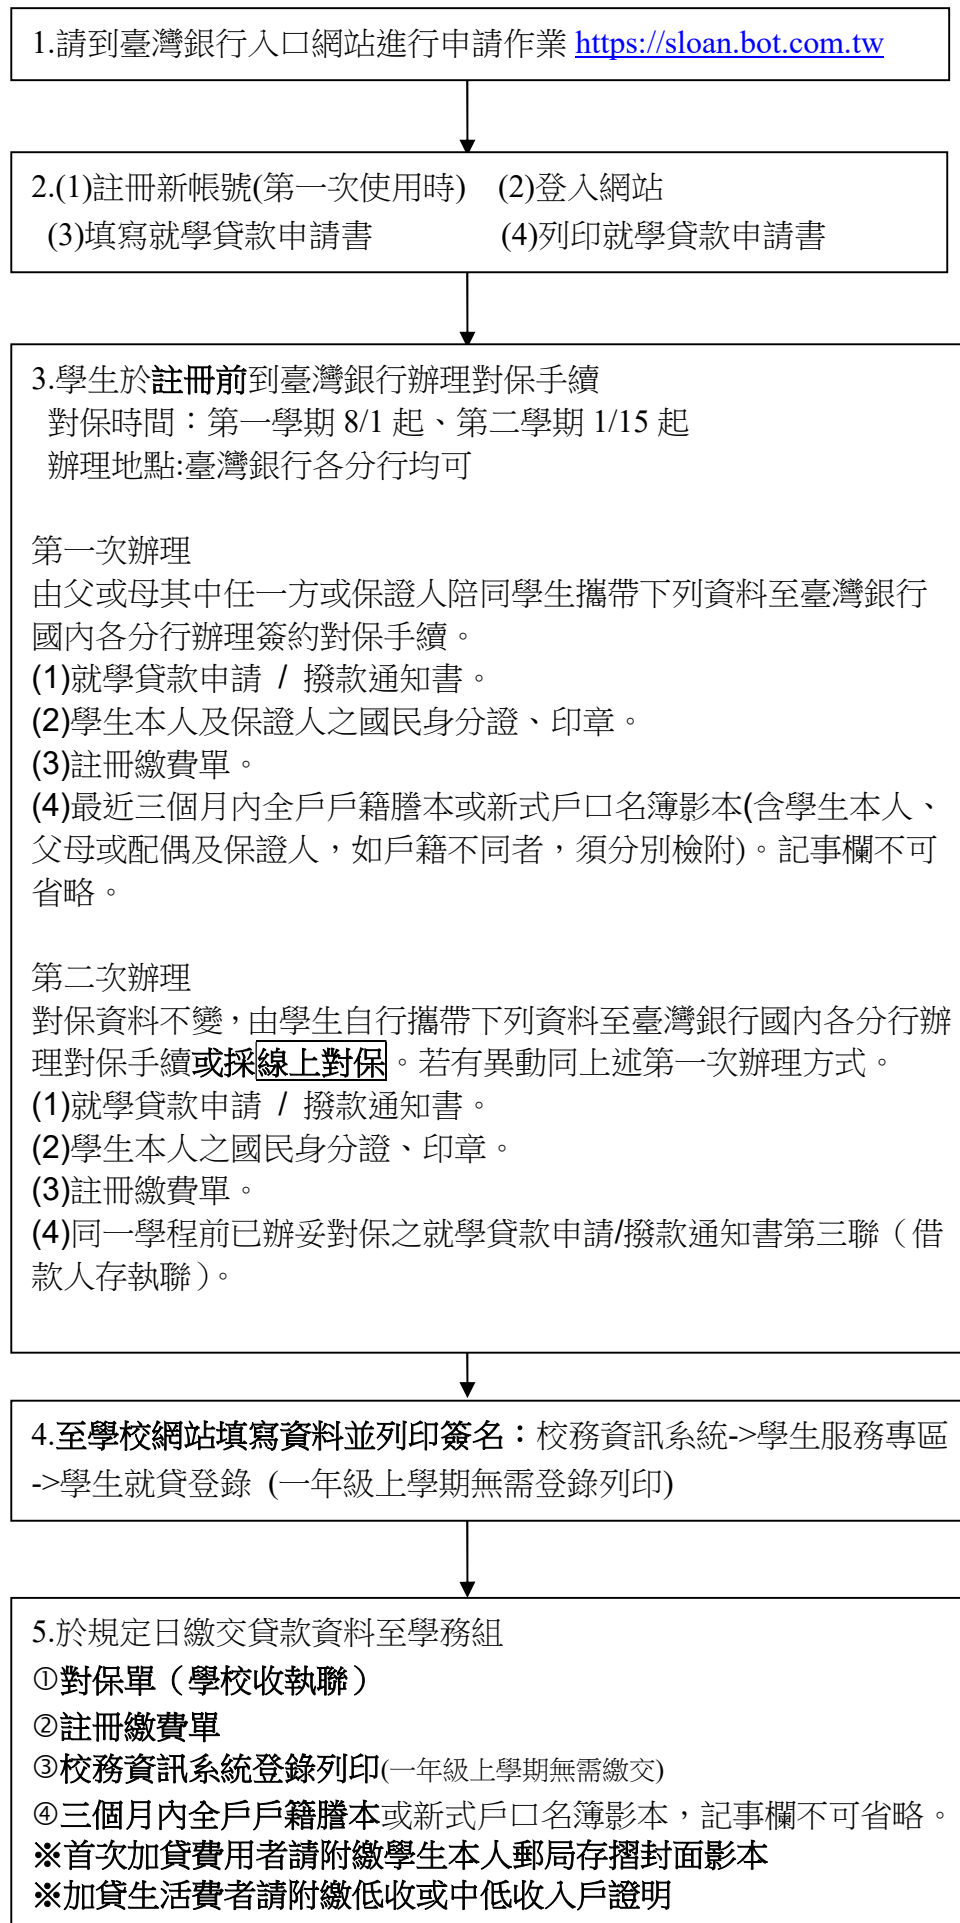 1.請到臺灣銀行入口網站進行申請作業 https://sloan.bot.com.tw
2.(1)註冊新帳號(第一次使用時) (2)登入網站
(3)填寫就學貸款申請書 (4)列印就學貸款申請書
3.學生於註冊前到臺灣銀行辦理對保手續
對保時間：第一學期 8/1 起、第二學期 1/15 起
辦理地點:臺灣銀行各分行均可
第一次辦理
由父或母其中任一方或保證人陪同學生攜帶下列資料至臺灣銀行
國內各分行辦理簽約對保手續。
(1)就學貸款申請 / 撥款通知書。
(2)學生本人及保證人之國民身分證、印章。
(3)註冊繳費單。
(4)最近三個月內全戶戶籍謄本或新式戶口名簿影本(含學生本人、
父母或配偶及保證人，如戶籍不同者，須分別檢附)。記事欄不可
省略。
第二次辦理
對保資料不變，由學生自行攜帶下列資料至臺灣銀行國內各分行辦
理對保手續或採線上對保。若有異動同上述第一次辦理方式。
(1)就學貸款申請 / 撥款通知書。
(2)學生本人之國民身分證、印章。
(3)註冊繳費單。
(4)同一學程前已辦妥對保之就學貸款申請/撥款通知書第三聯（借
款人存執聯）。
4.至學校網站填寫資料並列印簽名：校務資訊系統->學生服務專區
->學生就貸登錄 (一年級上學期無需登錄列印)
5.於規定日繳交貸款資料至學務組
①對保單（學校收執聯）
②註冊繳費單
③校務資訊系統登錄列印(一年級上學期無需繳交)
④三個月內全戶戶籍謄本或新式戶口名簿影本，記事欄不可省略。
※首次加貸費用者請附繳學生本人郵局存摺封面影本
※加貸生活費者請附繳低收或中低收入戶證明